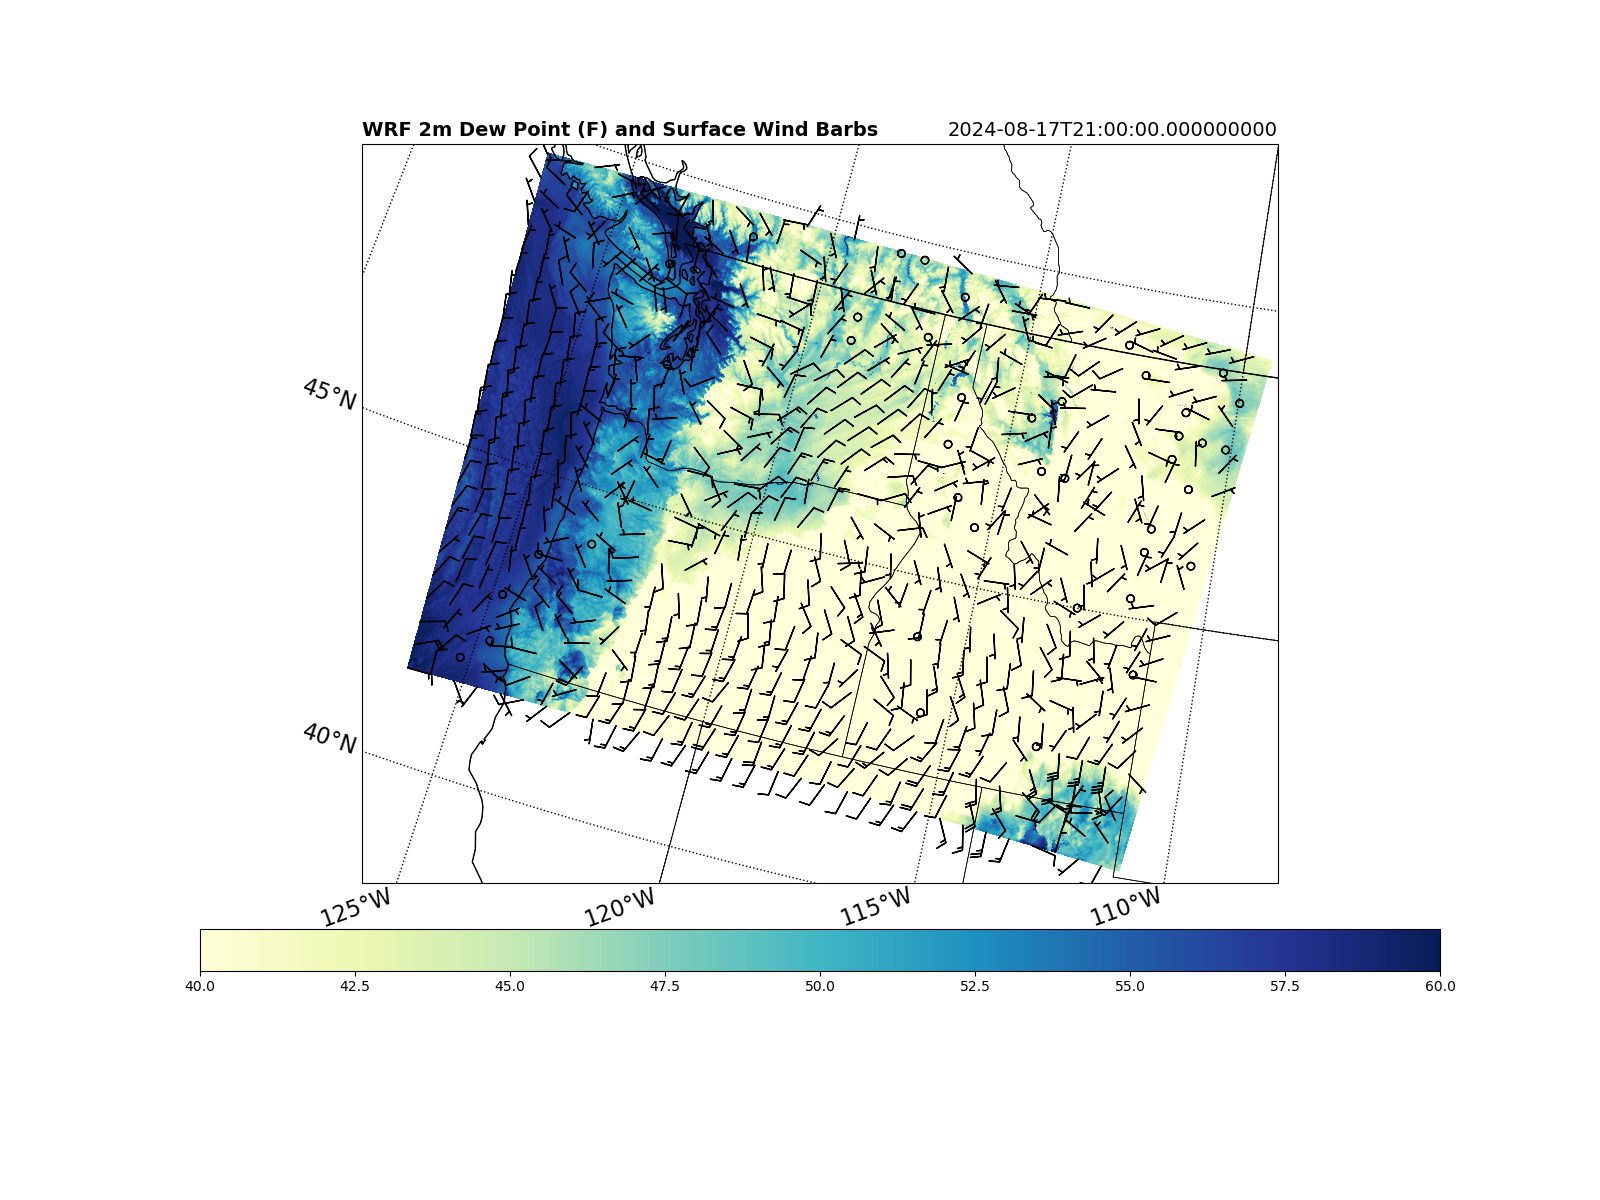 WRF 2m Dew Point (F) and Surface Wind Barbs
2024-08-17T21:00:00.000000000
45°N
40°N
125°W
120°W
115°W
110°W
40.0
42.5
45.0
47.5
50.0
52.5
55.0
57.5
60.0